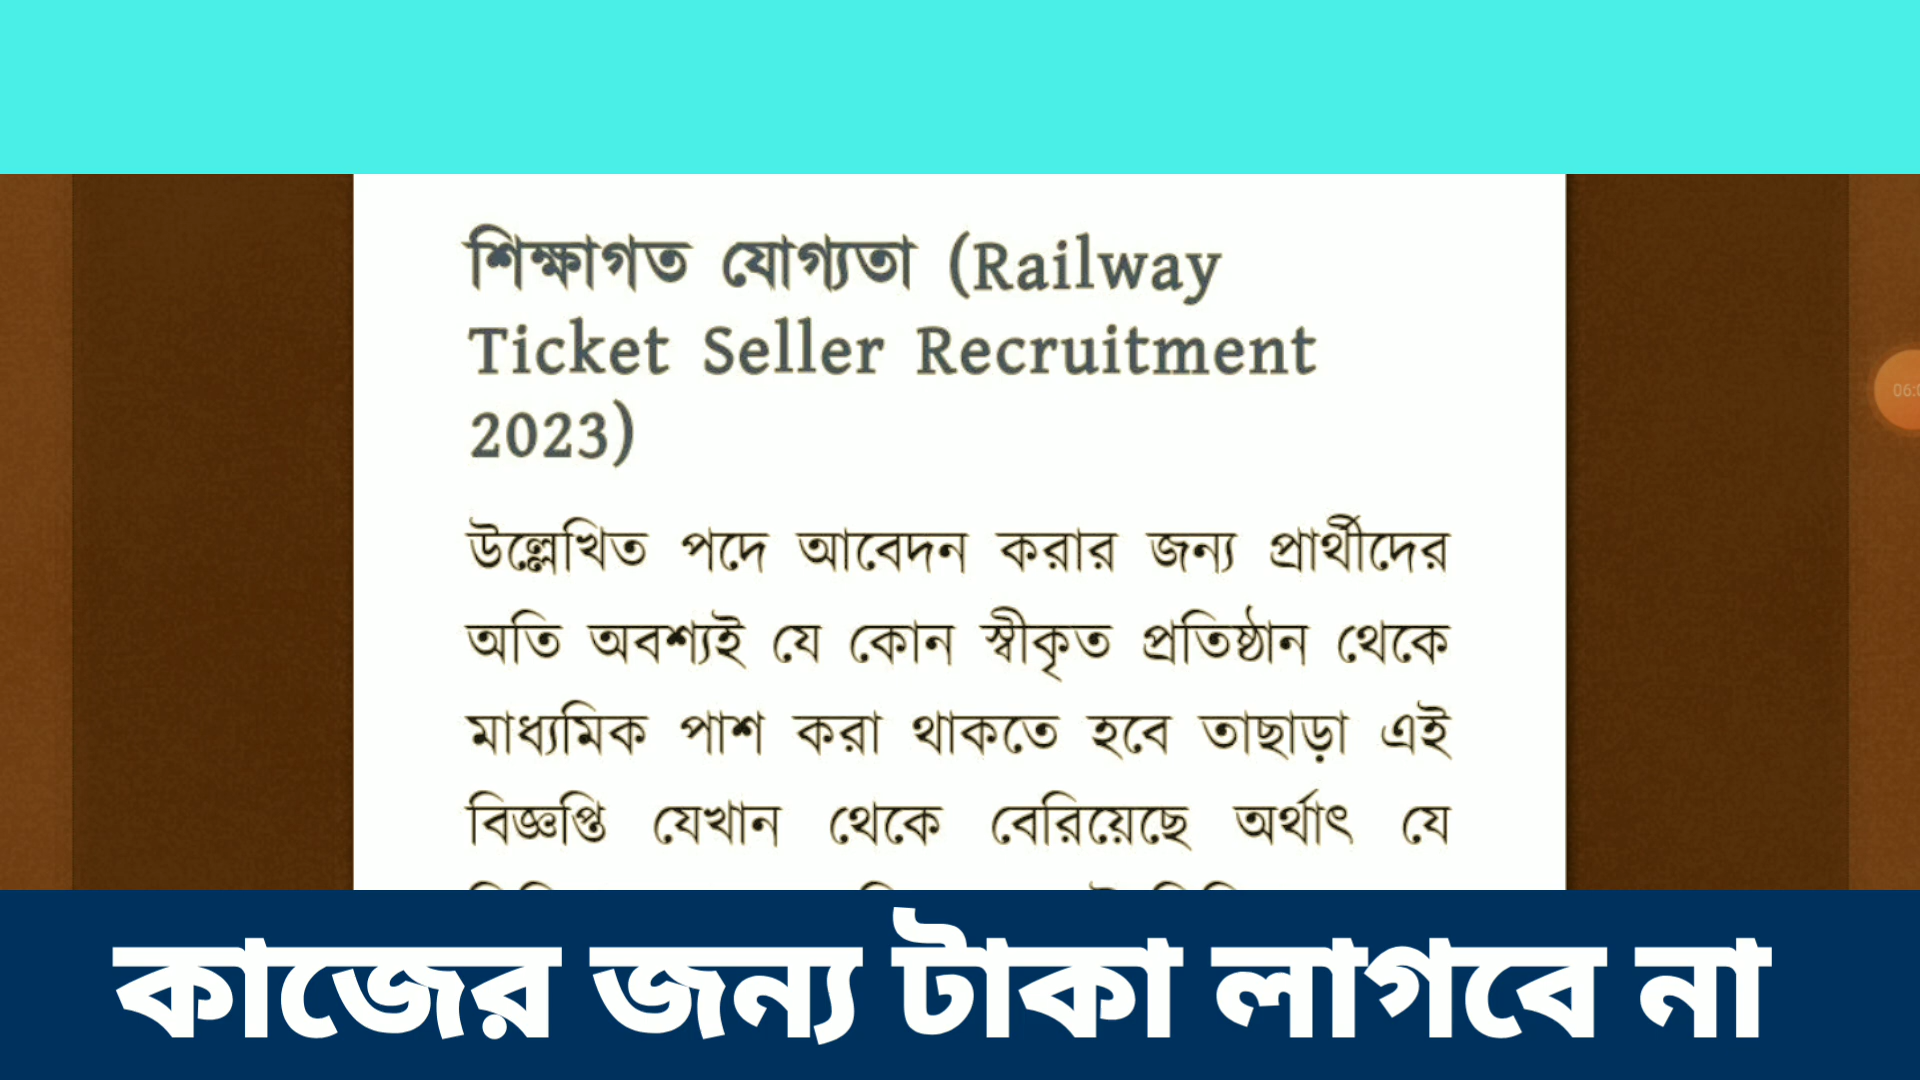 শিক্ষাগত যোগ্যতা (Railway
Ticket Seller Recruitment
2023)
উল্লেখিত পদে আবেদন করার জন্য প্রার্থীদের
অতি অবশ্যই যে কোন স্বীকৃত প্রতিষ্ঠান থেকে
মাধ্যমিক পাশ করা থাকতে হবে তাছাড়া এই
বিজ্ঞপ্তি যেখান থেকে বেরিয়েছে অর্থাৎ যে
কাজের জন্য টাকা লাগবে না